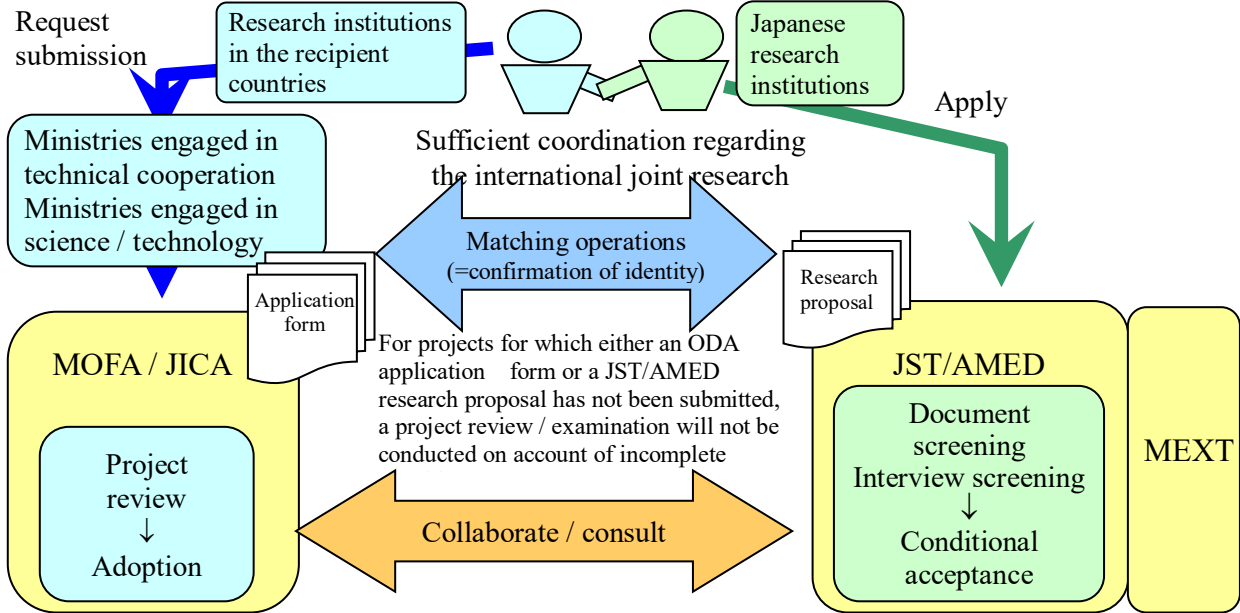 Request
submission
Research institutions
in the recipient
countries
Japanese
research
institutions
Apply
Ministries engaged in
technical cooperation
Ministries engaged in
science / technology
Sufficient coordination regarding
the international joint research
Matching operations
(=confirmation of identity)
Application
form
Research
proposal
For projects for which either an ODA
application form or a JST/AMED
research proposal has not been submitted,
a project review / examination will not be
conducted on account of incomplete
MOFA / JICA
Project
review
↓
Adoption
Collaborate / consult
JST/AMED
Document
screening
Interview screening
↓
Conditional
acceptance
MEXT